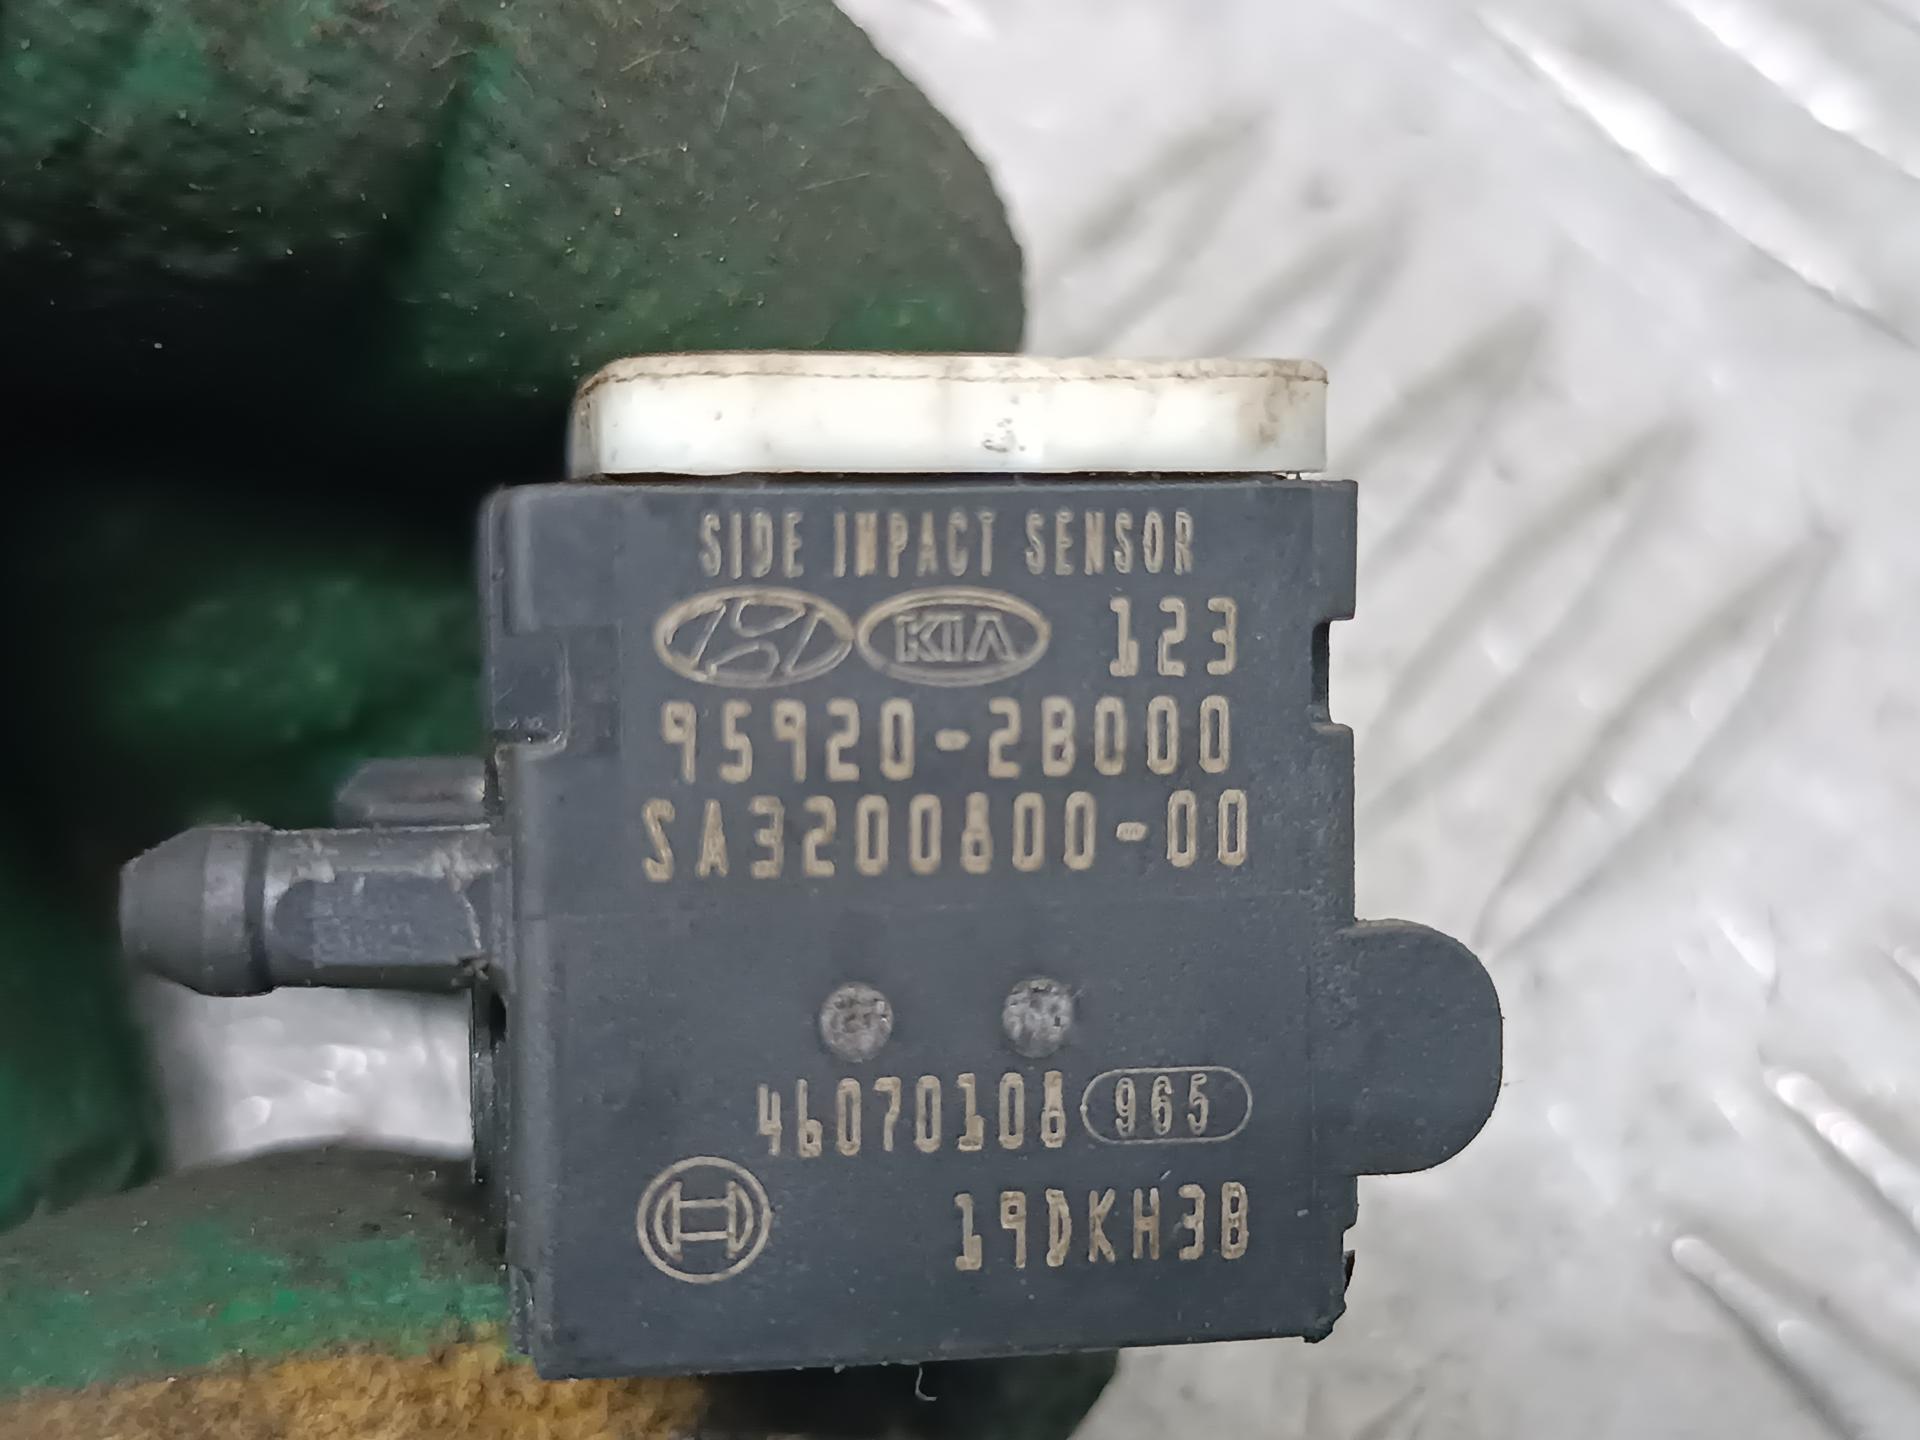 SIDE IMPACT SENSOR
KIA 123
95920-2B000
SA3200800-00
46070108 965
19DKH3B